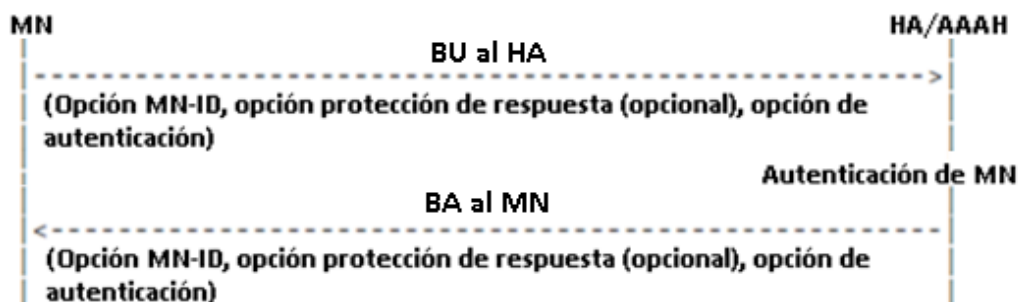 MN HA/AAAH
BU al HA
(Opción MN-ID, opción protección de respuesta (opcional), opción de
autenticación)
Autenticación de MN
BA al MN
(Opción MN-ID, opción protección de respuesta (opcional), opción de
autenticación)